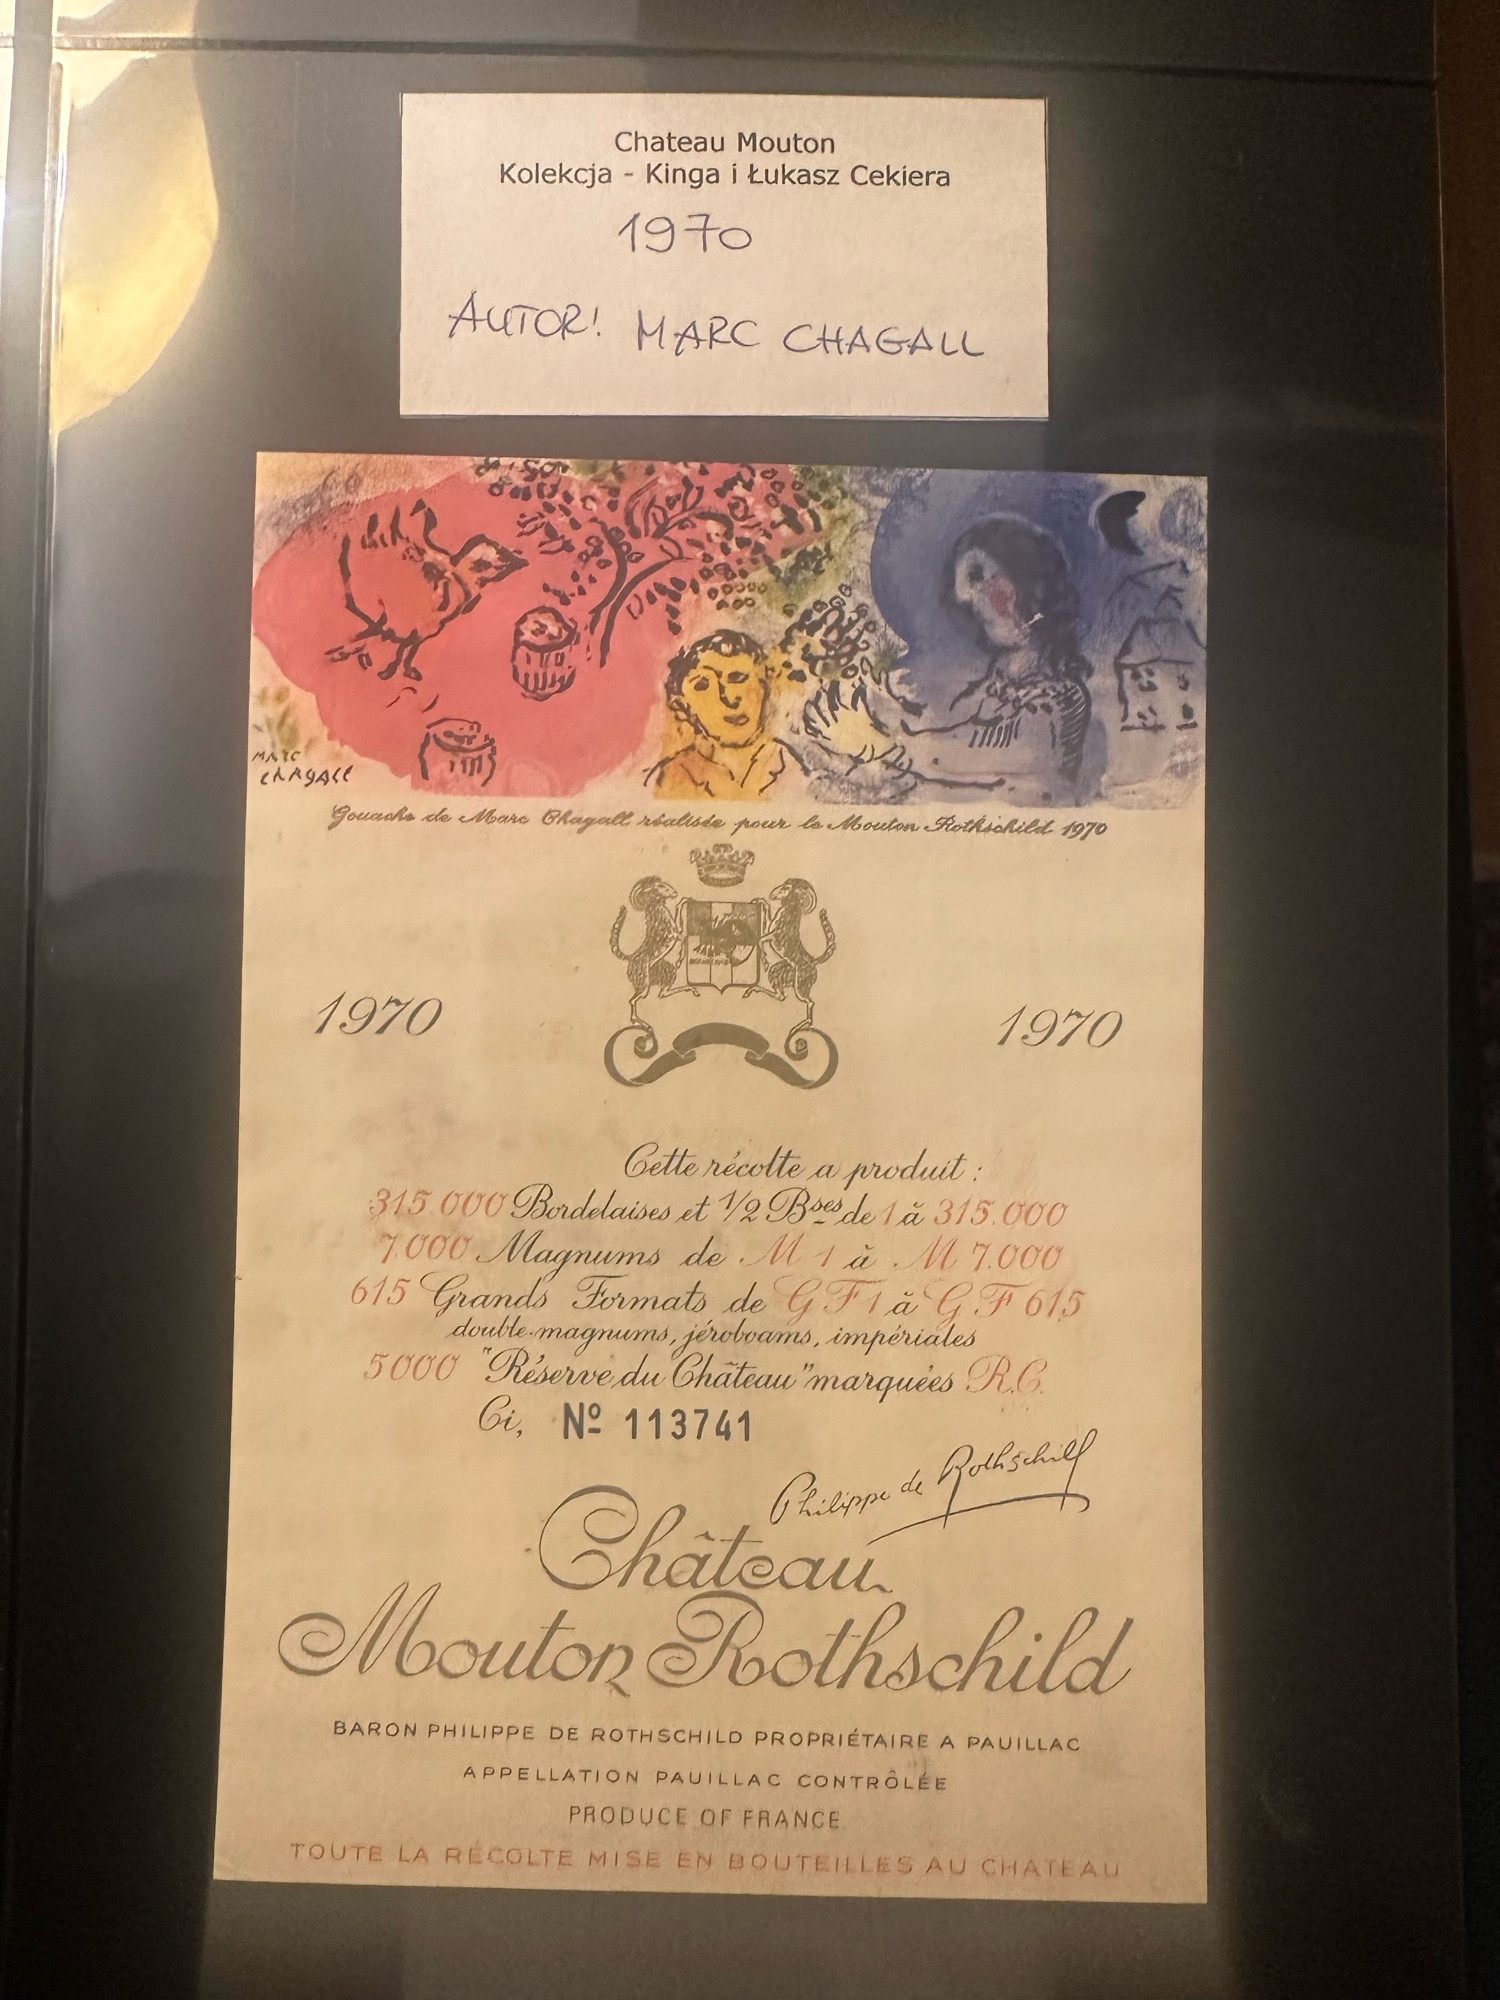 Chateau Mouton
Kolekcja - Kinga i Łukasz Cekiera
1970
AUTOR! MARC CHAGALL
MARC
CHAGALL
Gouache de Marc Chagall réalisée pour le Mouton Rothschild 1970
1970
1970
Cette récolte a produit :
315.000 Bordelaises et 1/2 Bses de 1 à 315.000
7.000 Magnums de M 1 à M 7.000
615 Grands Formats de G F 1 à G F 615
double-magnums, jéroboams, impériales
5000 "Réserve du Château" marquées R.C.
Ci, Nº 113741
Philippe de Rothschild
Château
Mouton Rothschild
BARON PHILIPPE DE ROTHSCHILD PROPRIÉTAIRE A PAUILLAC
APPELLATION PAUILLAC CONTRÔLÉE
PRODUCE OF FRANCE
TOUTE LA RÉCOLTE MISE EN BOUTEILLES AU CHATEAU